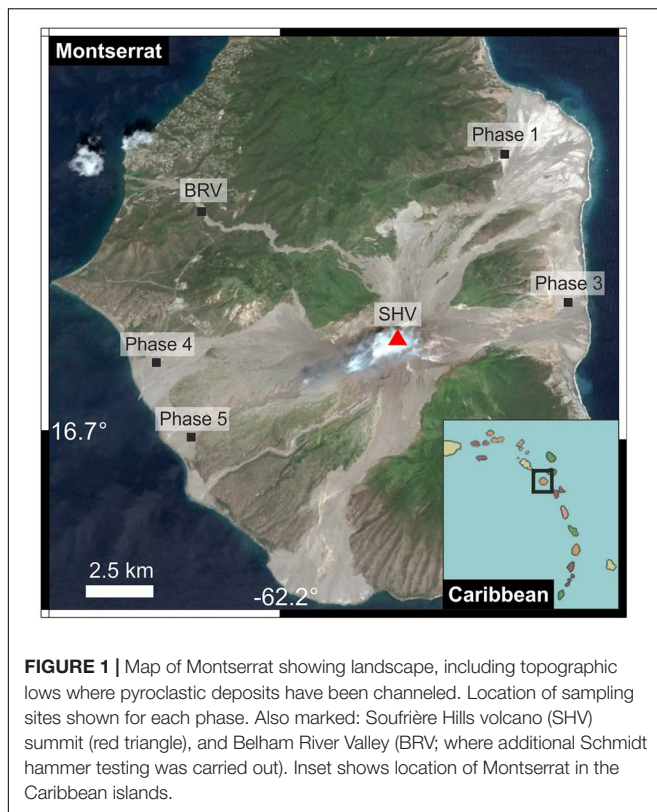 Montserrat
Phase 1
BRV
Phase 3
SHV
Phase 4
Phase 5
16.7°
2.5 km
-62.2°
Caribbean
FIGURE 1 | Map of Montserrat showing landscape, including topographic
lows where pyroclastic deposits have been channeled. Location of sampling
sites shown for each phase. Also marked: Soufrière Hills volcano (SHV)
summit (red triangle), and Belham River Valley (BRV; where additional Schmidt
hammer testing was carried out). Inset shows location of Montserrat in the
Caribbean islands.